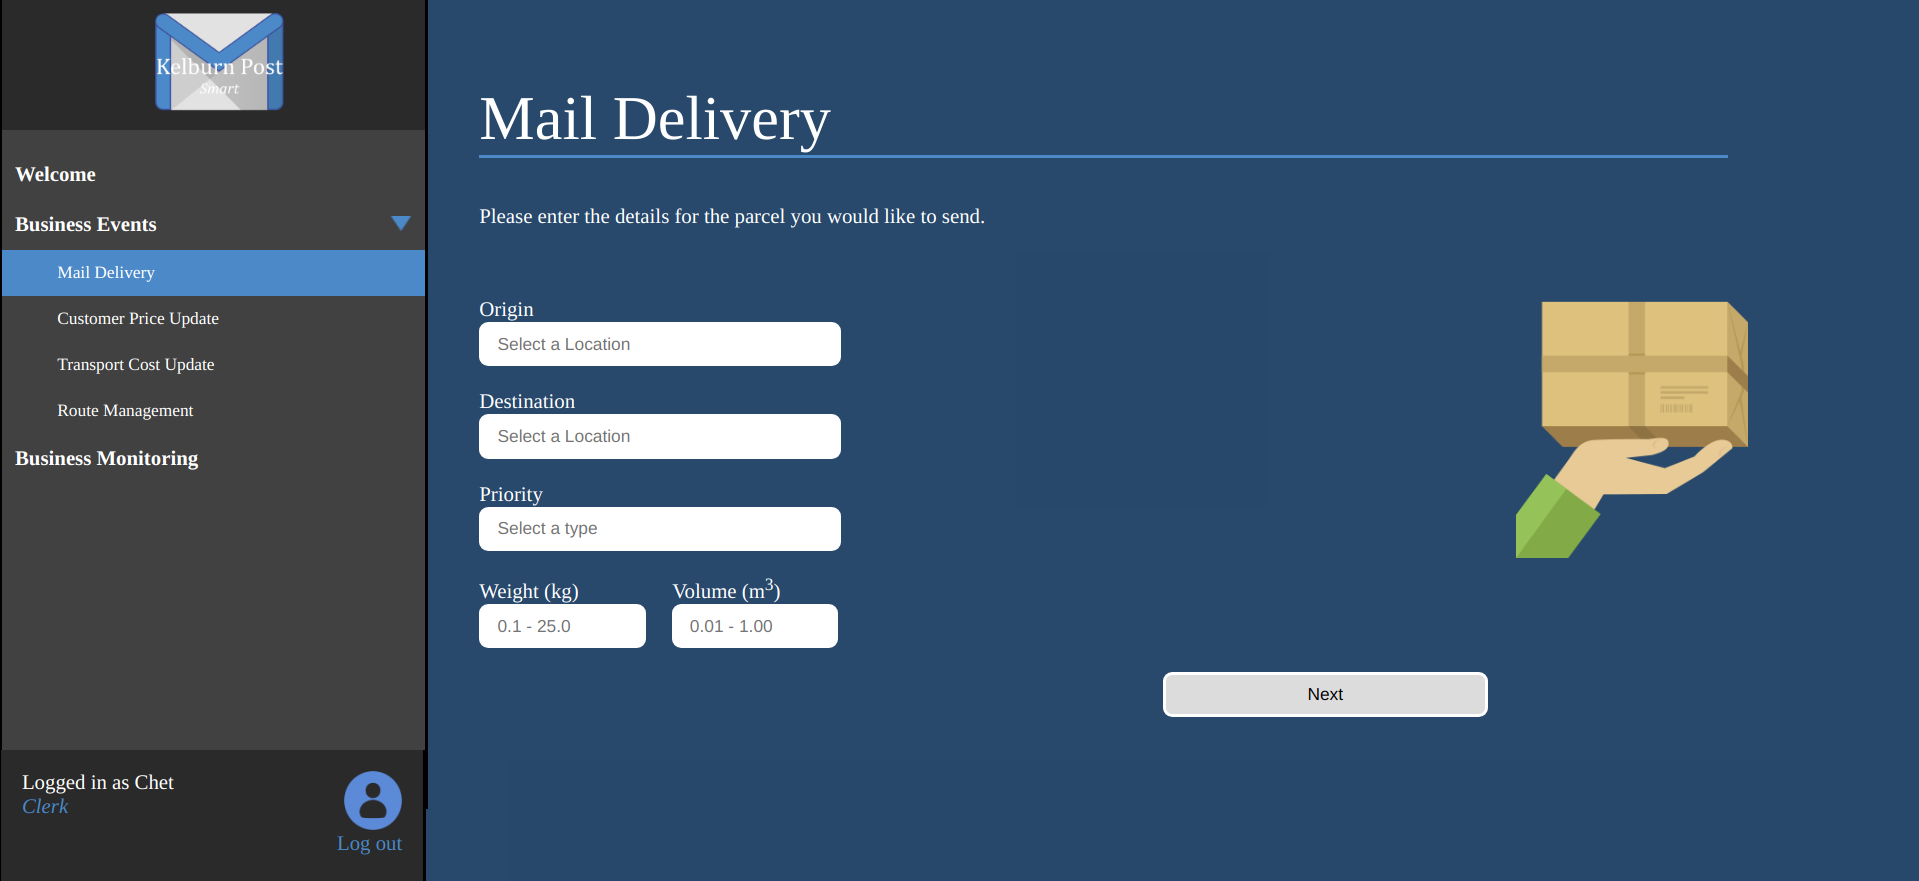 Kelburn Post
Smart
Welcome
Business Events
Mail Delivery
Customer Price Update
Transport Cost Update
Route Management
Business Monitoring
Logged in as Chet
Clerk
Log out
Mail Delivery
Please enter the details for the parcel you would like to send.
Origin
Select a Location
Destination
Select a Location
Priority
Select a type
Weight (kg) Volume (m³)
0.1 - 25.0 0.01 - 1.00
Next